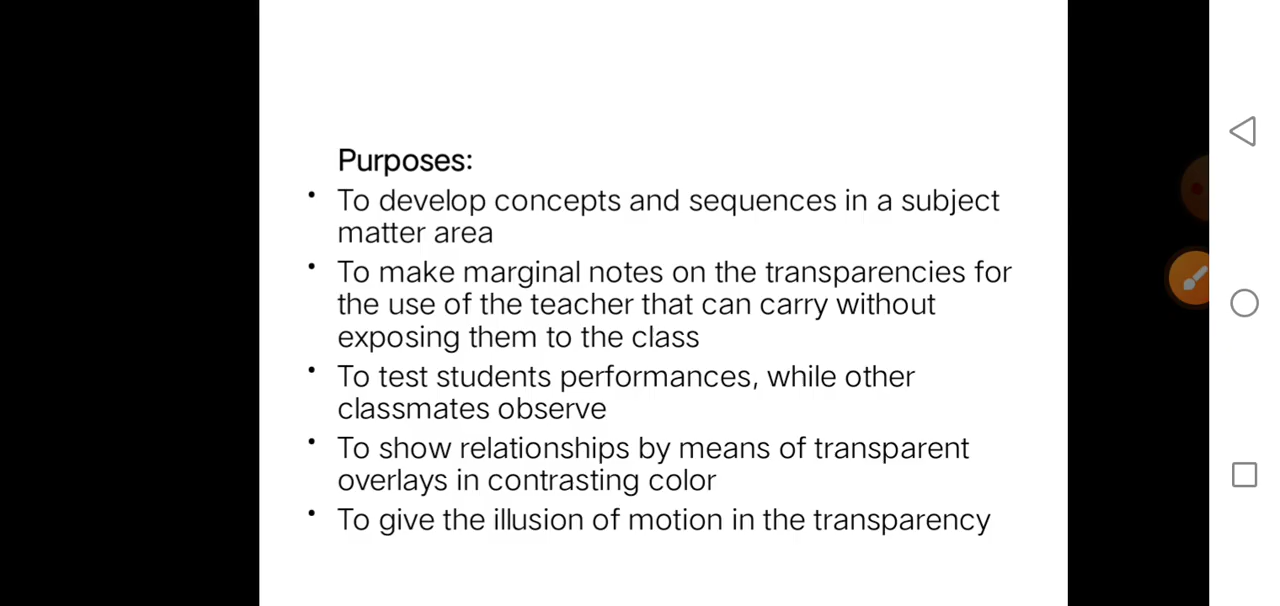 Purposes:
• To develop concepts and sequences in a subject
matter area
• To make marginal notes on the transparencies for
the use of the teacher that can carry without
exposing them to the class
• To test students performances, while other
classmates observe
• To show relationships by means of transparent
overlays in contrasting color
• To give the illusion of motion in the transparency